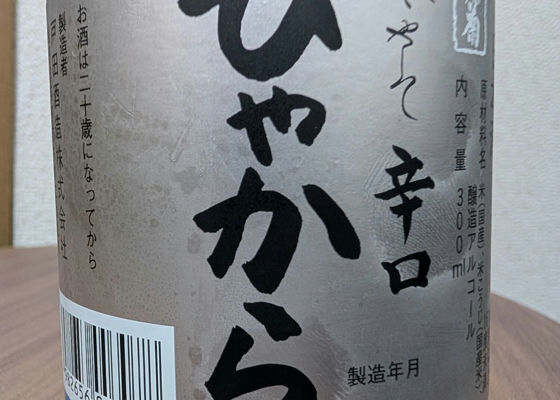 原材料名 米(国産)、米こうじ(国産米)
醸造アルコール
内容量 300ml
やして
辛口
ひやから
製造年月
お酒は二十歳になってから
製造者
戸田酒造株式会社